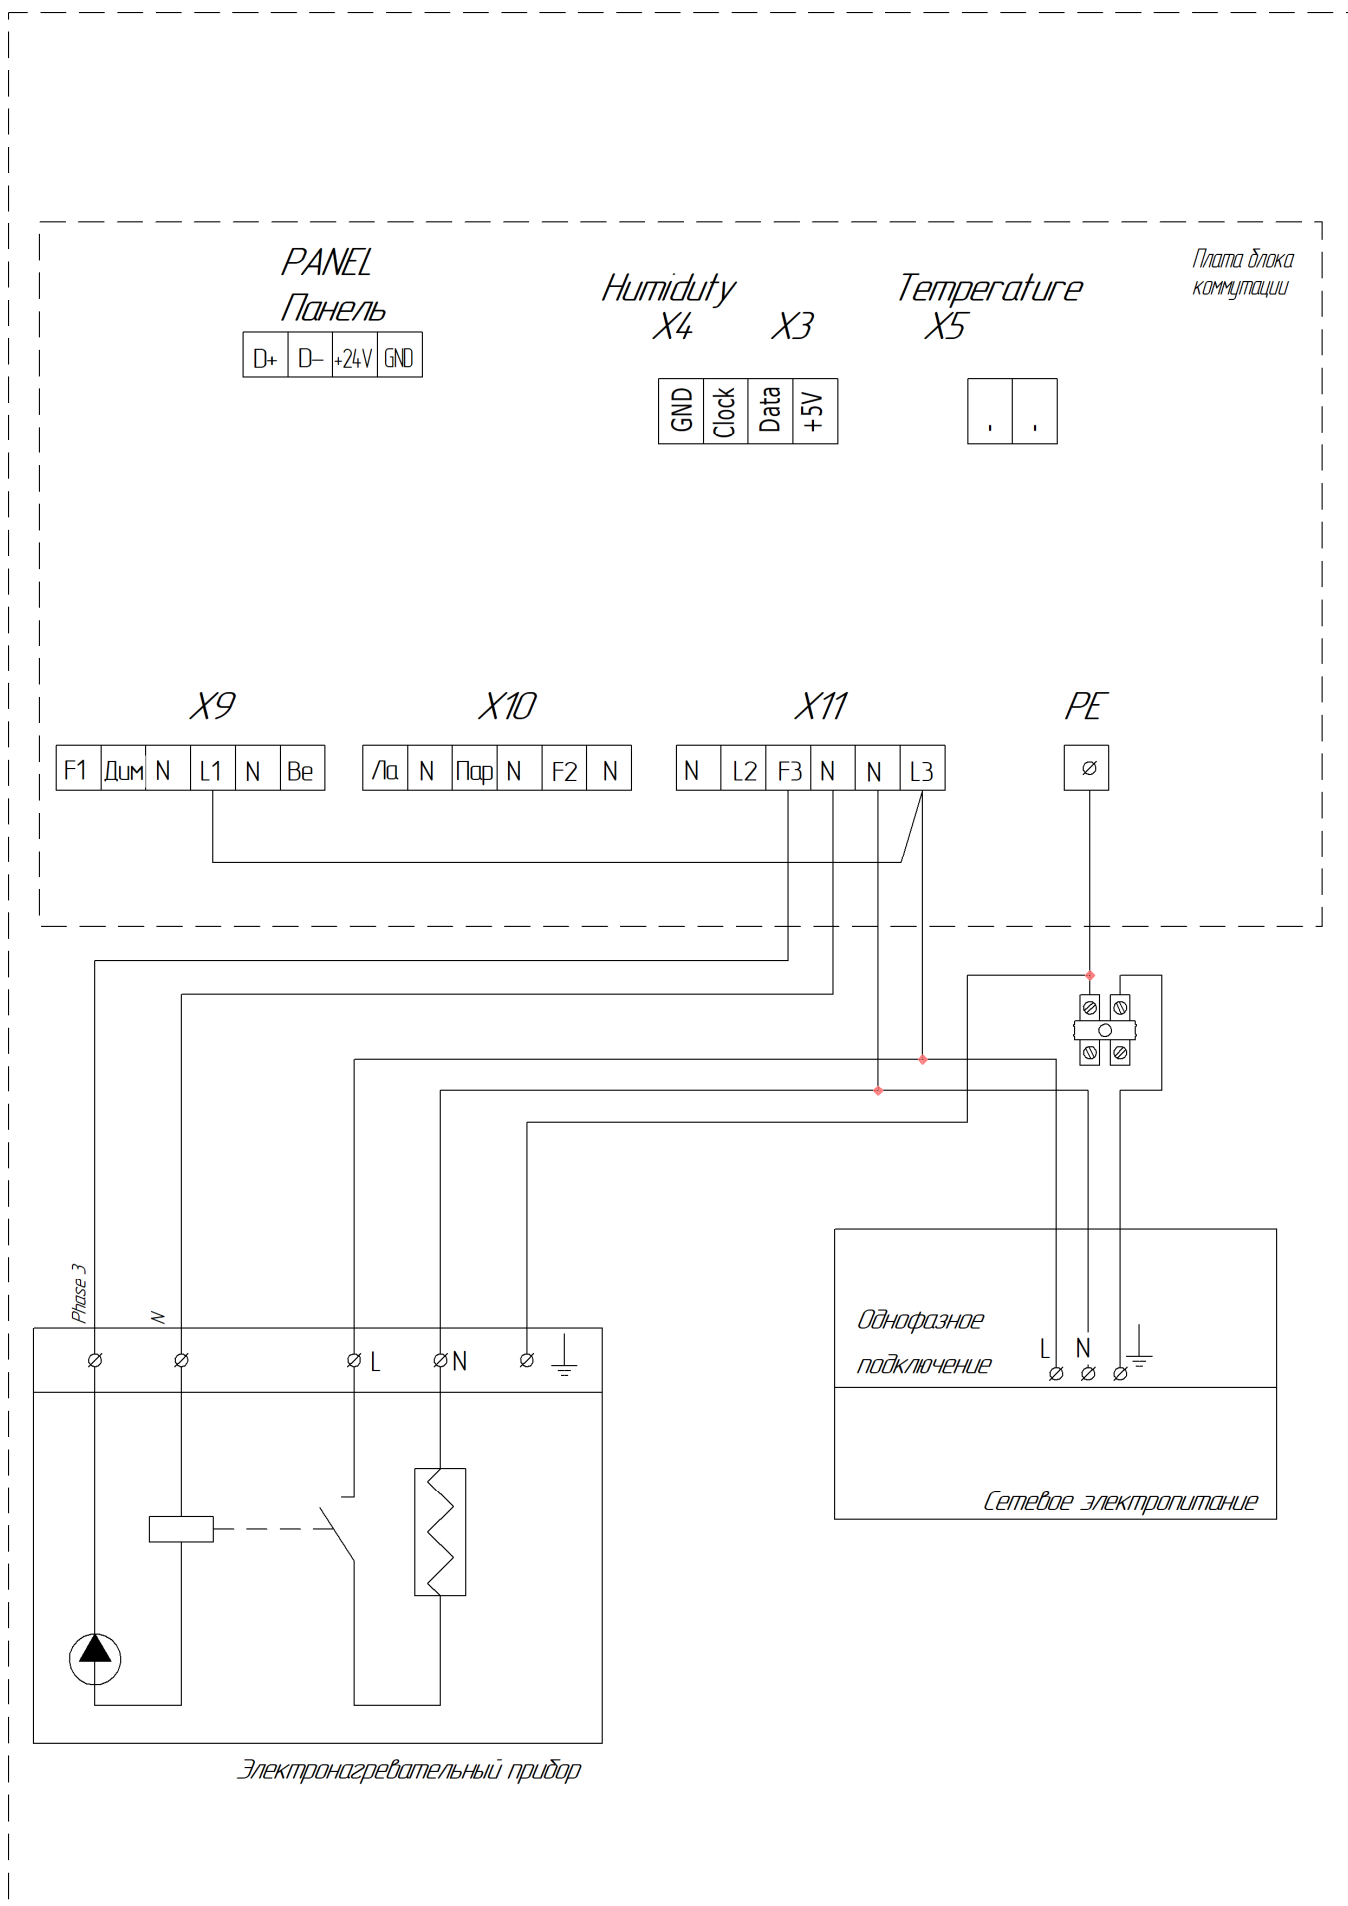 PANEL
Панель
D+ D- +24V GND
Humiduty
X4 X3
GND Clock Data +5V
Temperature
X5
- -
Плата блока
коммутации
X9
F1 Дим N L1 N Ве
X10
Ла N Пар N F2 N
X11
N L2 F3 N N L3
PE
Phase 3
N
L N
Электронагревательный прибор
Однофазное
подключение
L N
Сетевое электропитание